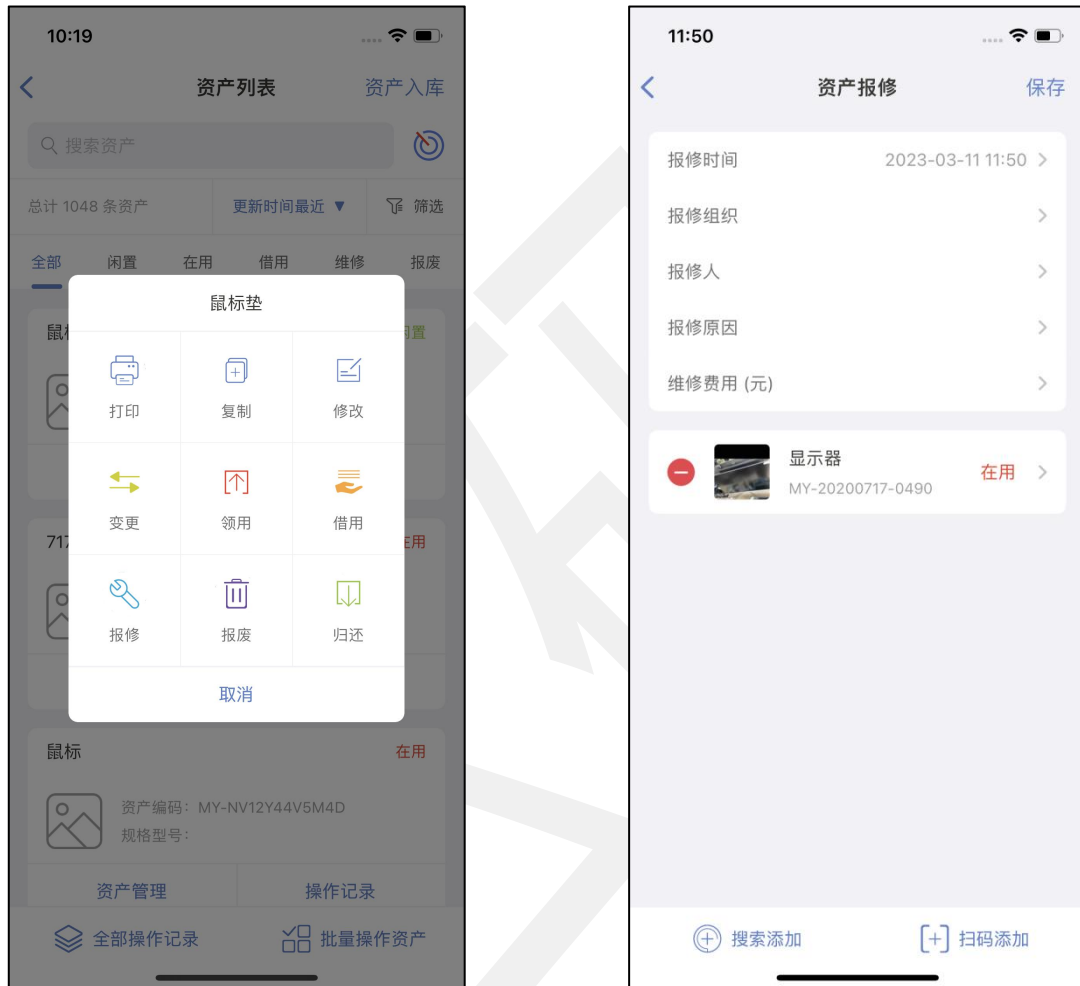 10:19
资产列表
资产入库
搜索资产
总计 1048 条资产
更新时间最近 ▼
筛选
全部 闲置 在用 借用 维修 报废
鼠标垫
打印 复制 修改
变更 领用 借用
报修 报废 归还
取消
717
鼠标
在用
资产编码：MY-NV12Y44V5M4D
规格型号：
资产管理
操作记录
全部操作记录
批量操作资产
11:50
资产报修
保存
报修时间 2023-03-11 11:50
报修组织
报修人
报修原因
维修费用 (元)
显示器
MY-20200717-0490
在用
搜索添加
扫码添加